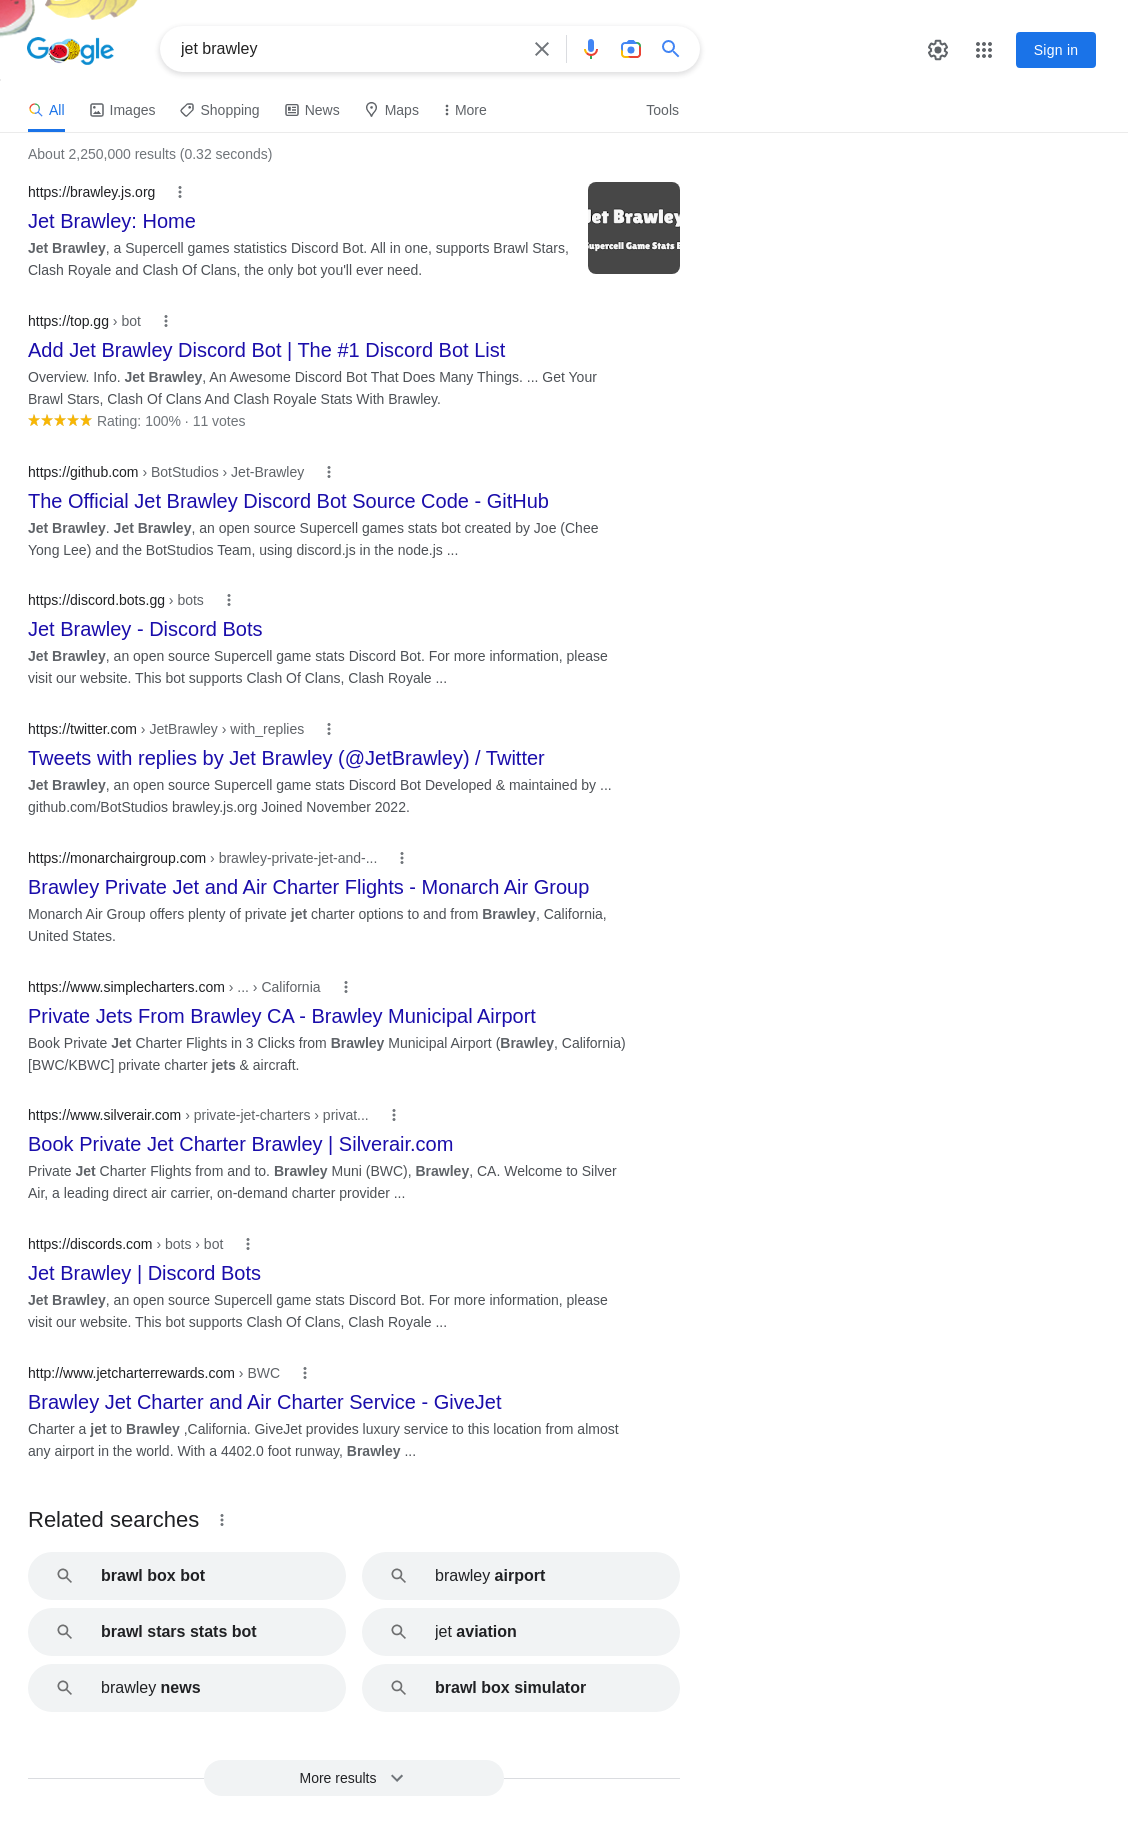 Google
jet brawley
Sign in
All
Images
Shopping
News
Maps
More
Tools
About 2,250,000 results (0.32 seconds)
https://brawley.js.org
Jet Brawley: Home
Jet Brawley, a Supercell games statistics Discord Bot. All in one, supports Brawl Stars,
Clash Royale and Clash Of Clans, the only bot you'll ever need.
Jet Brawley
Supercell Game Stats B
https://top.gg › bot
Add Jet Brawley Discord Bot | The #1 Discord Bot List
Overview. Info. Jet Brawley, An Awesome Discord Bot That Does Many Things. ... Get Your
Brawl Stars, Clash Of Clans And Clash Royale Stats With Brawley.
Rating: 100% · 11 votes
https://github.com › BotStudios › Jet-Brawley
The Official Jet Brawley Discord Bot Source Code - GitHub
Jet Brawley. Jet Brawley, an open source Supercell games stats bot created by Joe (Chee
Yong Lee) and the BotStudios Team, using discord.js in the node.js ...
https://discord.bots.gg › bots
Jet Brawley - Discord Bots
Jet Brawley, an open source Supercell game stats Discord Bot. For more information, please
visit our website. This bot supports Clash Of Clans, Clash Royale ...
https://twitter.com › JetBrawley › with_replies
Tweets with replies by Jet Brawley (@JetBrawley) / Twitter
Jet Brawley, an open source Supercell game stats Discord Bot Developed & maintained by ...
github.com/BotStudios brawley.js.org Joined November 2022.
https://monarchairgroup.com › brawley-private-jet-and-...
Brawley Private Jet and Air Charter Flights - Monarch Air Group
Monarch Air Group offers plenty of private jet charter options to and from Brawley, California,
United States.
https://www.simplecharters.com › ... › California
Private Jets From Brawley CA - Brawley Municipal Airport
Book Private Jet Charter Flights in 3 Clicks from Brawley Municipal Airport (Brawley, California)
[BWC/KBWC] private charter jets & aircraft.
https://www.silverair.com › private-jet-charters › privat...
Book Private Jet Charter Brawley | Silverair.com
Private Jet Charter Flights from and to. Brawley Muni (BWC), Brawley, CA. Welcome to Silver
Air, a leading direct air carrier, on-demand charter provider ...
https://discords.com › bots › bot
Jet Brawley | Discord Bots
Jet Brawley, an open source Supercell game stats Discord Bot. For more information, please
visit our website. This bot supports Clash Of Clans, Clash Royale ...
http://www.jetcharterrewards.com › BWC
Brawley Jet Charter and Air Charter Service - GiveJet
Charter a jet to Brawley ,California. GiveJet provides luxury service to this location from almost
any airport in the world. With a 4402.0 foot runway, Brawley ...
Related searches
brawl box bot
brawley airport
brawl stars stats bot
jet aviation
brawley news
brawl box simulator
More results